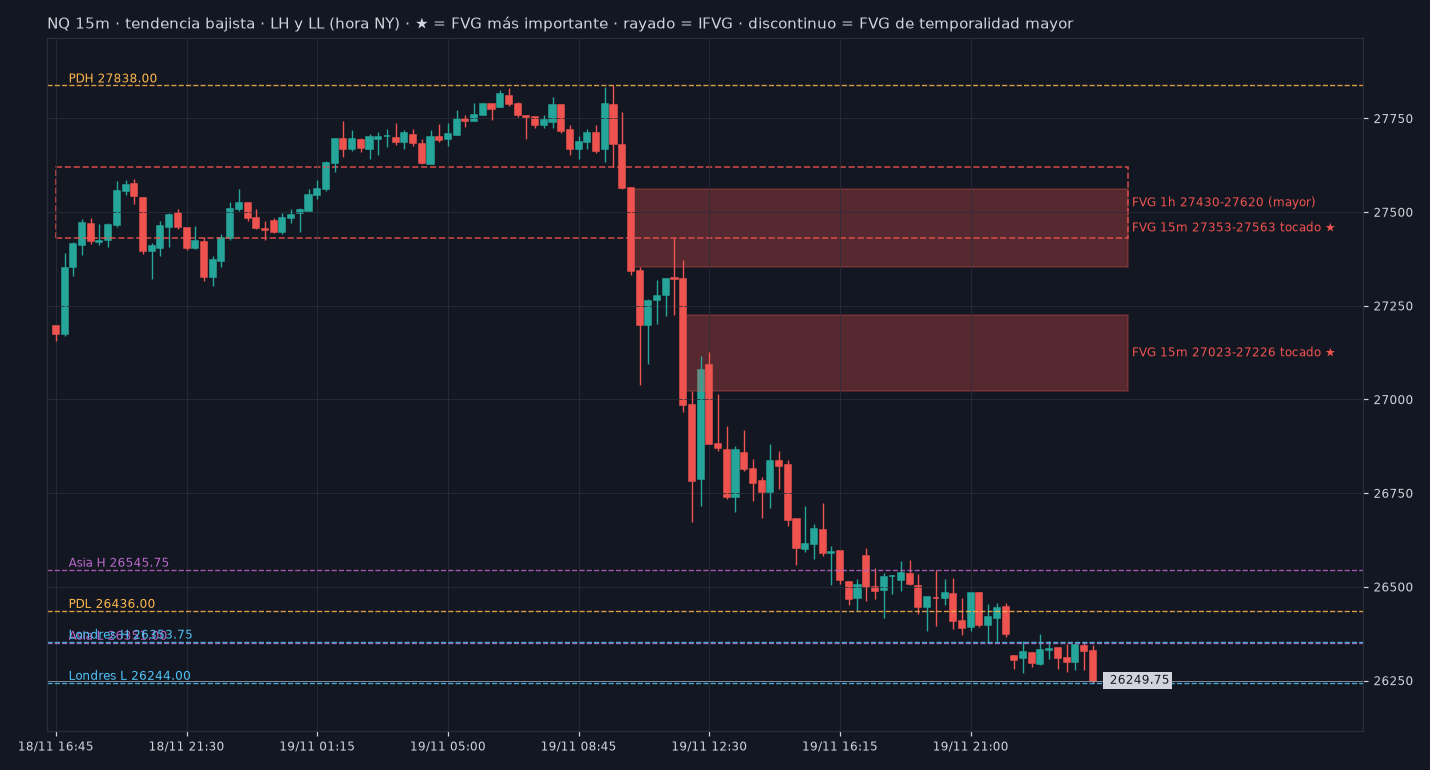 NQ 15m · tendencia bajista · LH y LL (hora NY) · ★ = FVG más importante · rayado = IFVG · discontinuo = FVG de temporalidad mayor
PDH 27838.00
27750
FVG 1h 27430-27620 (mayor)
27500
FVG 15m 27353-27563 tocado ★
27250
FVG 15m 27023-27226 tocado ★
27000
26750
Asia H 26545.75
26500
PDL 26436.00
Londres H 26353.75
Londres L 26244.00
26249.75
26250
18/11 16:45
18/11 21:30
19/11 01:15
19/11 05:00
19/11 08:45
19/11 12:30
19/11 16:15
19/11 21:00